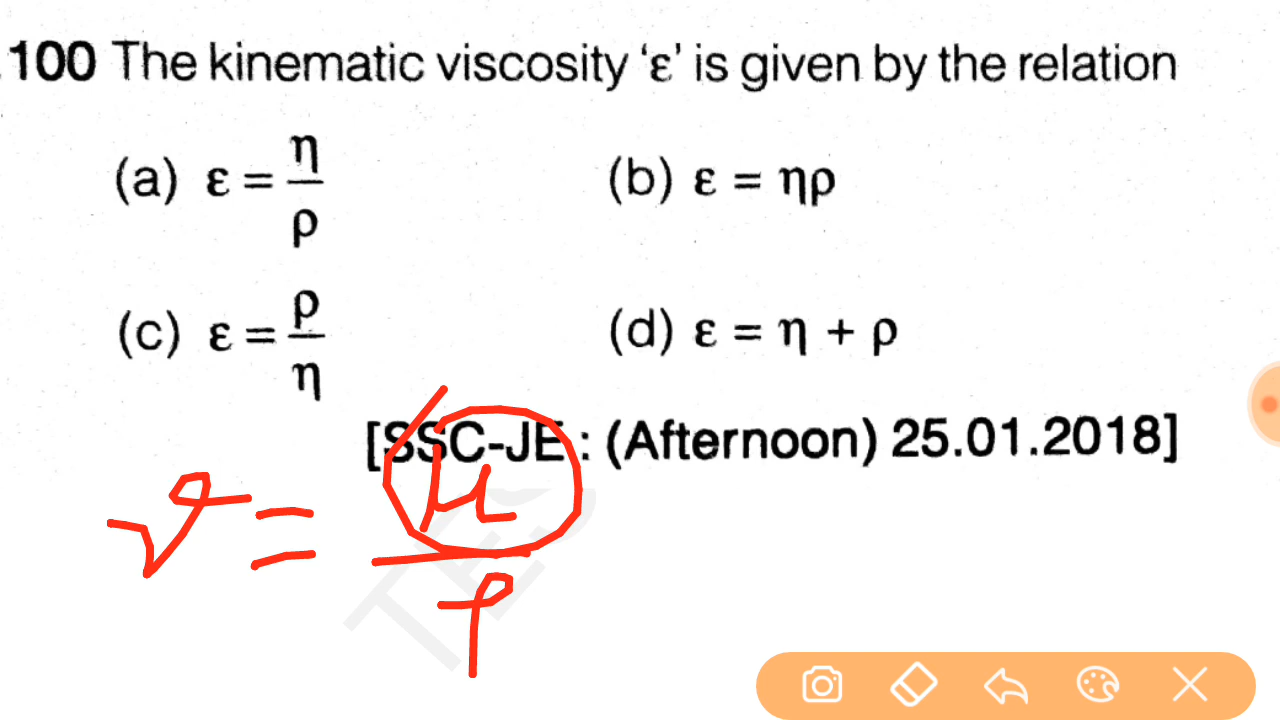 .100 The kinematic viscosity ‘ε’ is given by the relation
(a) ε = η/ρ (b) ε = ηρ
(c) ε = ρ/η (d) ε = η + ρ
[SSC-JE : (Afternoon) 25.01.2018]
ν = μ/ρ